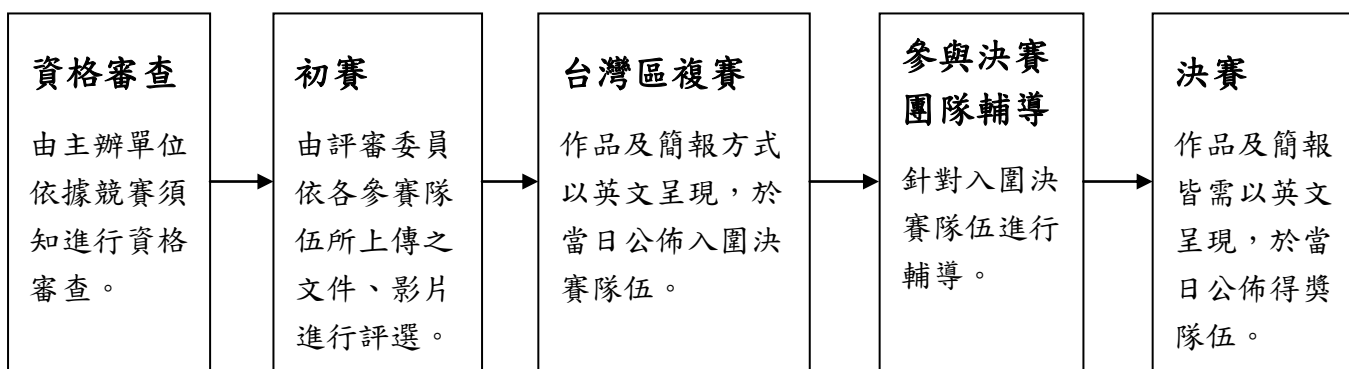 資格審查
由主辦單位
依據競賽須
知進行資格
審查。
初賽
由評審委員
依各參賽隊
伍所上傳之
文件、影片
進行評選。
台灣區複賽
作品及簡報方式
以英文呈現，於
當日公佈入圍決
賽隊伍。
參與決賽
團隊輔導
針對入圍決
賽隊伍進行
輔導。
決賽
作品及簡報
皆需以英文
呈現，於當
日公佈得獎
隊伍。